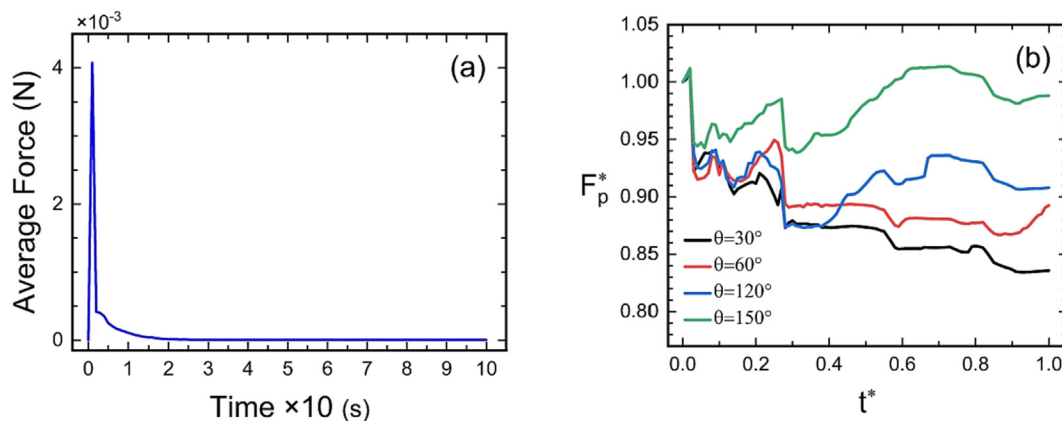 ×10⁻³
(a)
Average Force (N)
4
2
0
0 1 2 3 4 5 6 7 8 9 10
Time ×10 (s)
(b)
F*p
1.05
1.00
0.95
0.90
0.85
0.80
θ=30°
θ=60°
θ=120°
θ=150°
0.0 0.2 0.4 0.6 0.8 1.0
t*